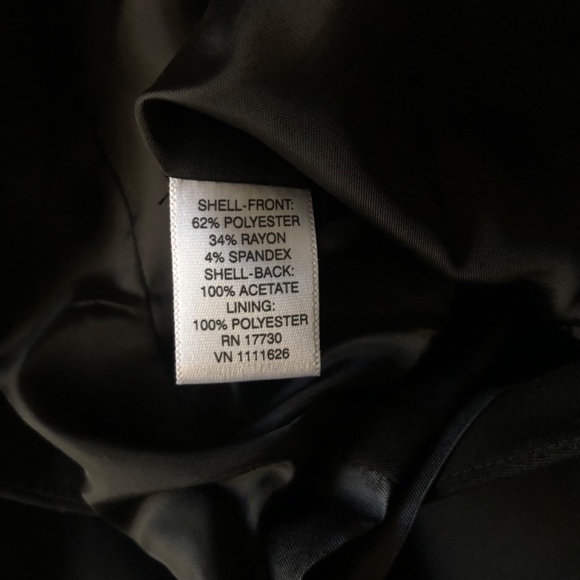 SHELL-FRONT:
62% POLYESTER
34% RAYON
4% SPANDEX
SHELL-BACK:
100% ACETATE
LINING:
100% POLYESTER
RN 17730
VN 1111626